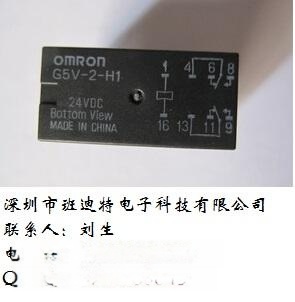 OMRON
G5V-2-H1
24VDC
Bottom View
MADE IN CHINA
1 4 6 8
16 13 11 9
深圳市班迪特电子科技有限公司
联系人：刘生
电
Q